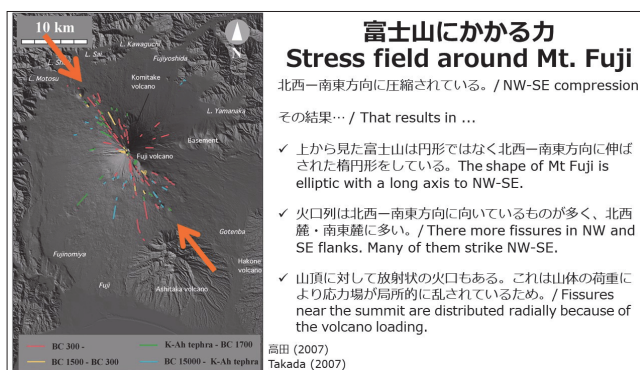 10 km
N
L. Kawaguchi
L. Sai
L. Motosu
Fujiyoshida
Komitake
volcano
L. Yamanaka
Basement
Fuji volcano
Gotenba
Fujinomiya
Hakone
volcano
Fuji
Ashitaka volcano
BC 300 -
K-Ah tephra - BC 1700
BC 1500 - BC 300
BC 15000 - K-Ah tephra
富士山にかかる力
Stress field around Mt. Fuji
北西ー南東方向に圧縮されている。/ NW-SE compression
その結果… / That results in ...
✓ 上から見た富士山は円形ではなく北西ー南東方向に伸ば
された楕円形をしている。The shape of Mt Fuji is
elliptic with a long axis to NW-SE.
✓ 火口列は北西ー南東方向に向いているものが多く、北西
麓・南東麓に多い。/ There more fissures in NW and
SE flanks. Many of them strike NW-SE.
✓ 山頂に対して放射状の火口もある。これは山体の荷重に
より応力場が局所的に乱されているため。/ Fissures
near the summit are distributed radially because of
the volcano loading.
高田 (2007)
Takada (2007)